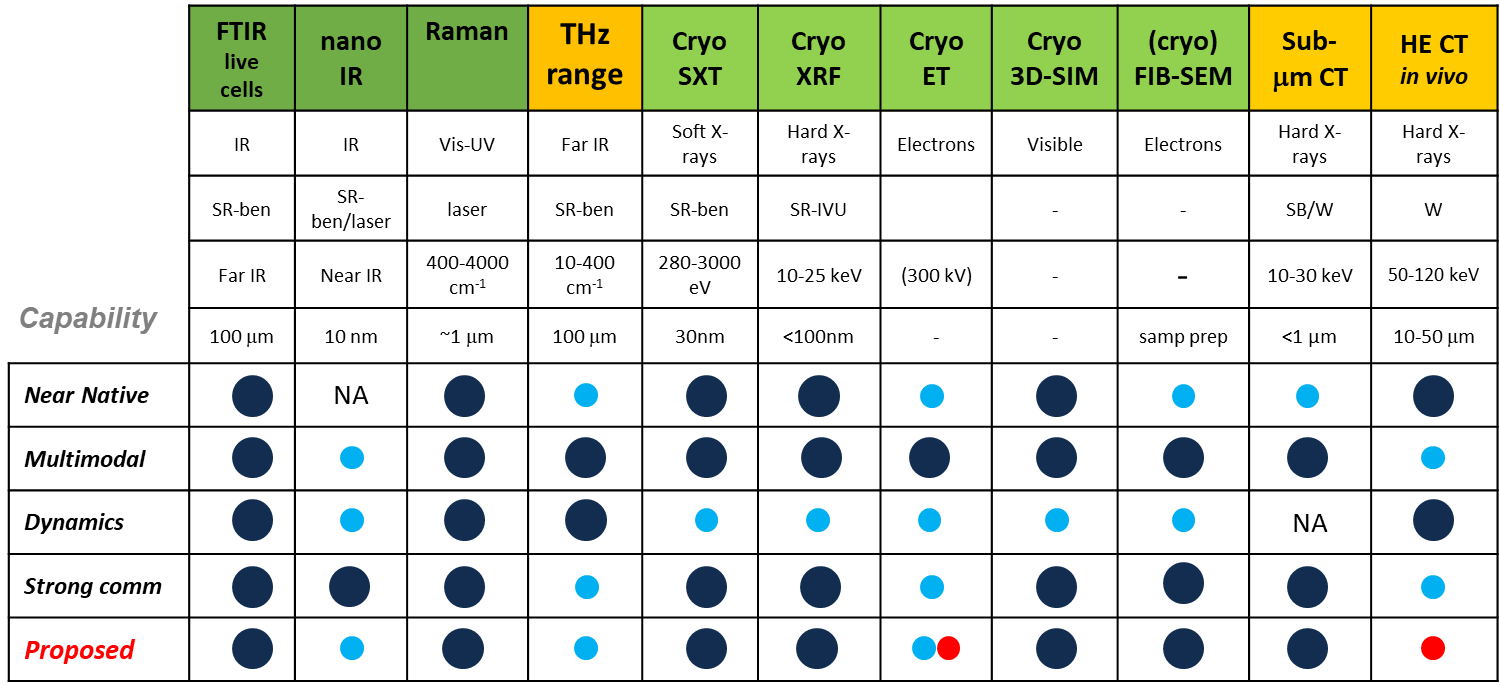 FTIR
live
cells
nano
IR
Raman
THz
range
Cryo
SXT
Cryo
XRF
Cryo
ET
Cryo
3D-SIM
(cryo)
FIB-SEM
Sub-
μm CT
HE CT
in vivo
IR
IR
Vis-UV
Far IR
Soft X-
rays
Hard X-
rays
Electrons
Visible
Electrons
Hard X-
rays
Hard X-
rays
SR-ben
SR-
ben/laser
laser
SR-ben
SR-ben
SR-IVU
-
-
SB/W
W
Far IR
Near IR
400-4000
cm-1
10-400
cm-1
280-3000
eV
10-25 keV
(300 kV)
-
-
10-30 keV
50-120 keV
Capability
100 μm
10 nm
~1 μm
100 μm
30nm
<100nm
-
-
samp prep
<1 μm
10-50 μm
Near Native
NA
Multimodal
Dynamics
NA
Strong comm
Proposed